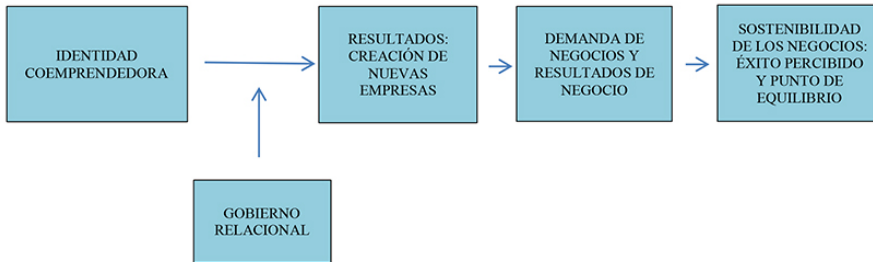 IDENTIDAD
COEMPRENDEDORA
RESULTADOS:
CREACIÓN DE
NUEVAS
EMPRESAS
DEMANDA DE
NEGOCIOS Y
RESULTADOS DE
NEGOCIO
SOSTENIBILIDAD
DE LOS NEGOCIOS:
ÉXITO PERCIBIDO
Y PUNTO DE
EQUILIBRIO
GOBIERNO
RELACIONAL